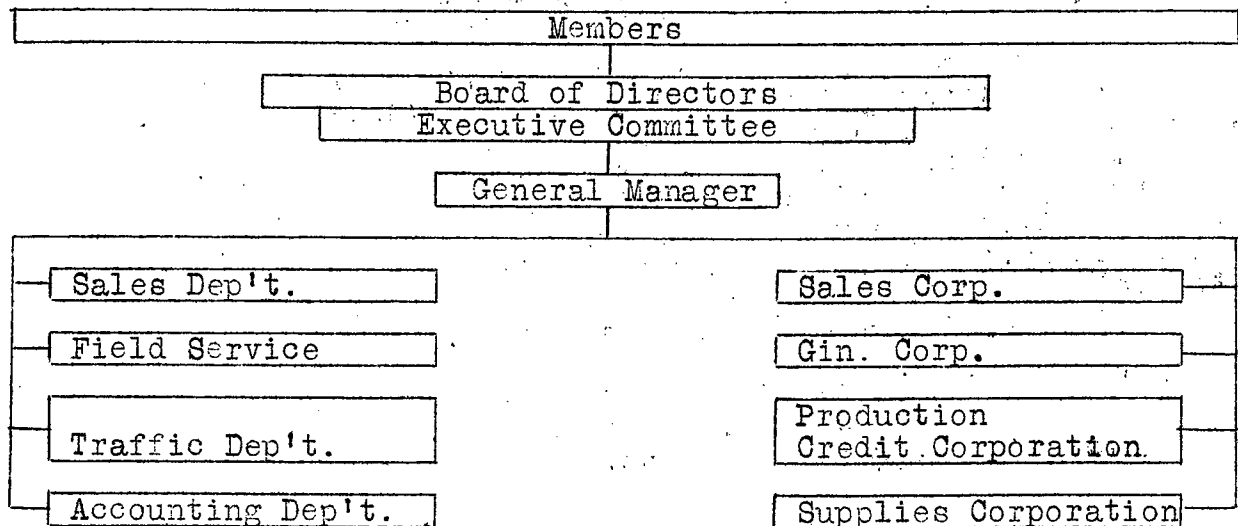 Members
Board of Directors
Executive Committee
General Manager
Sales Dep't.
Field Service
Traffic Dep't.
Accounting Dep't.
Sales Corp.
Gin. Corp.
Production
Credit Corporation
Supplies Corporation